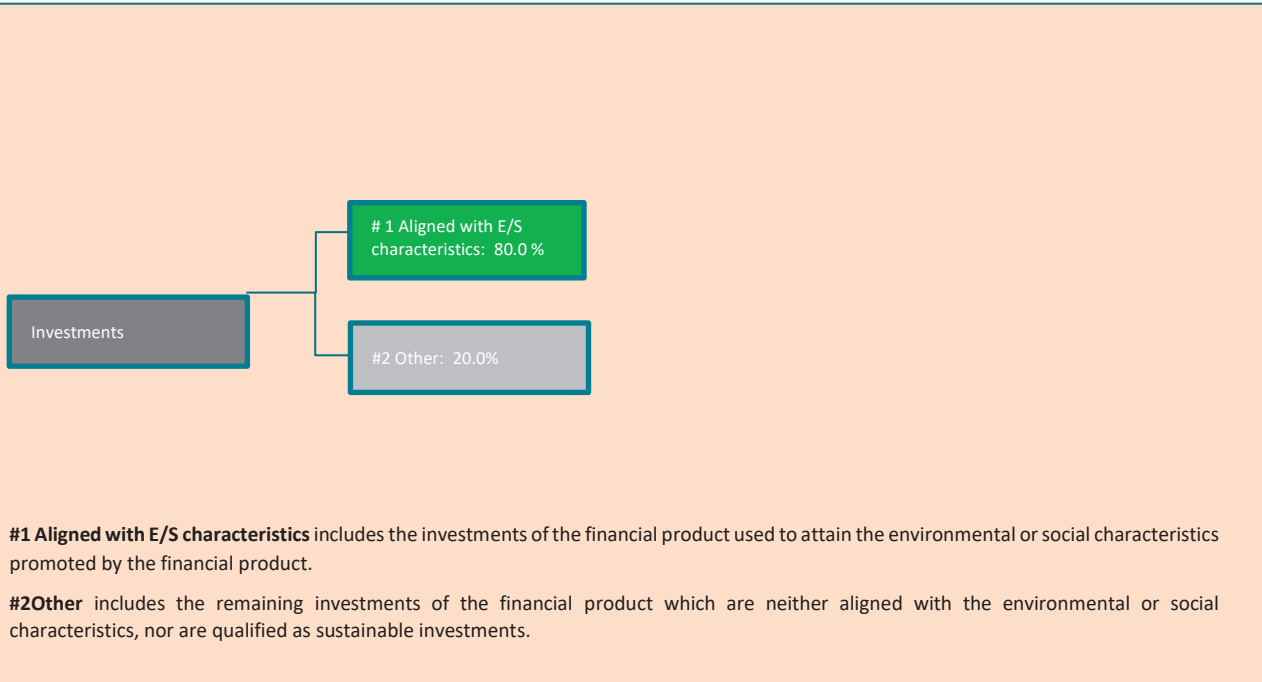 # 1 Aligned with E/S
characteristics: 80.0 %
Investments
#2 Other: 20.0%
#1 Aligned with E/S characteristics includes the investments of the financial product used to attain the environmental or social characteristics
promoted by the financial product.
#2Other includes the remaining investments of the financial product which are neither aligned with the environmental or social
characteristics, nor are qualified as sustainable investments.